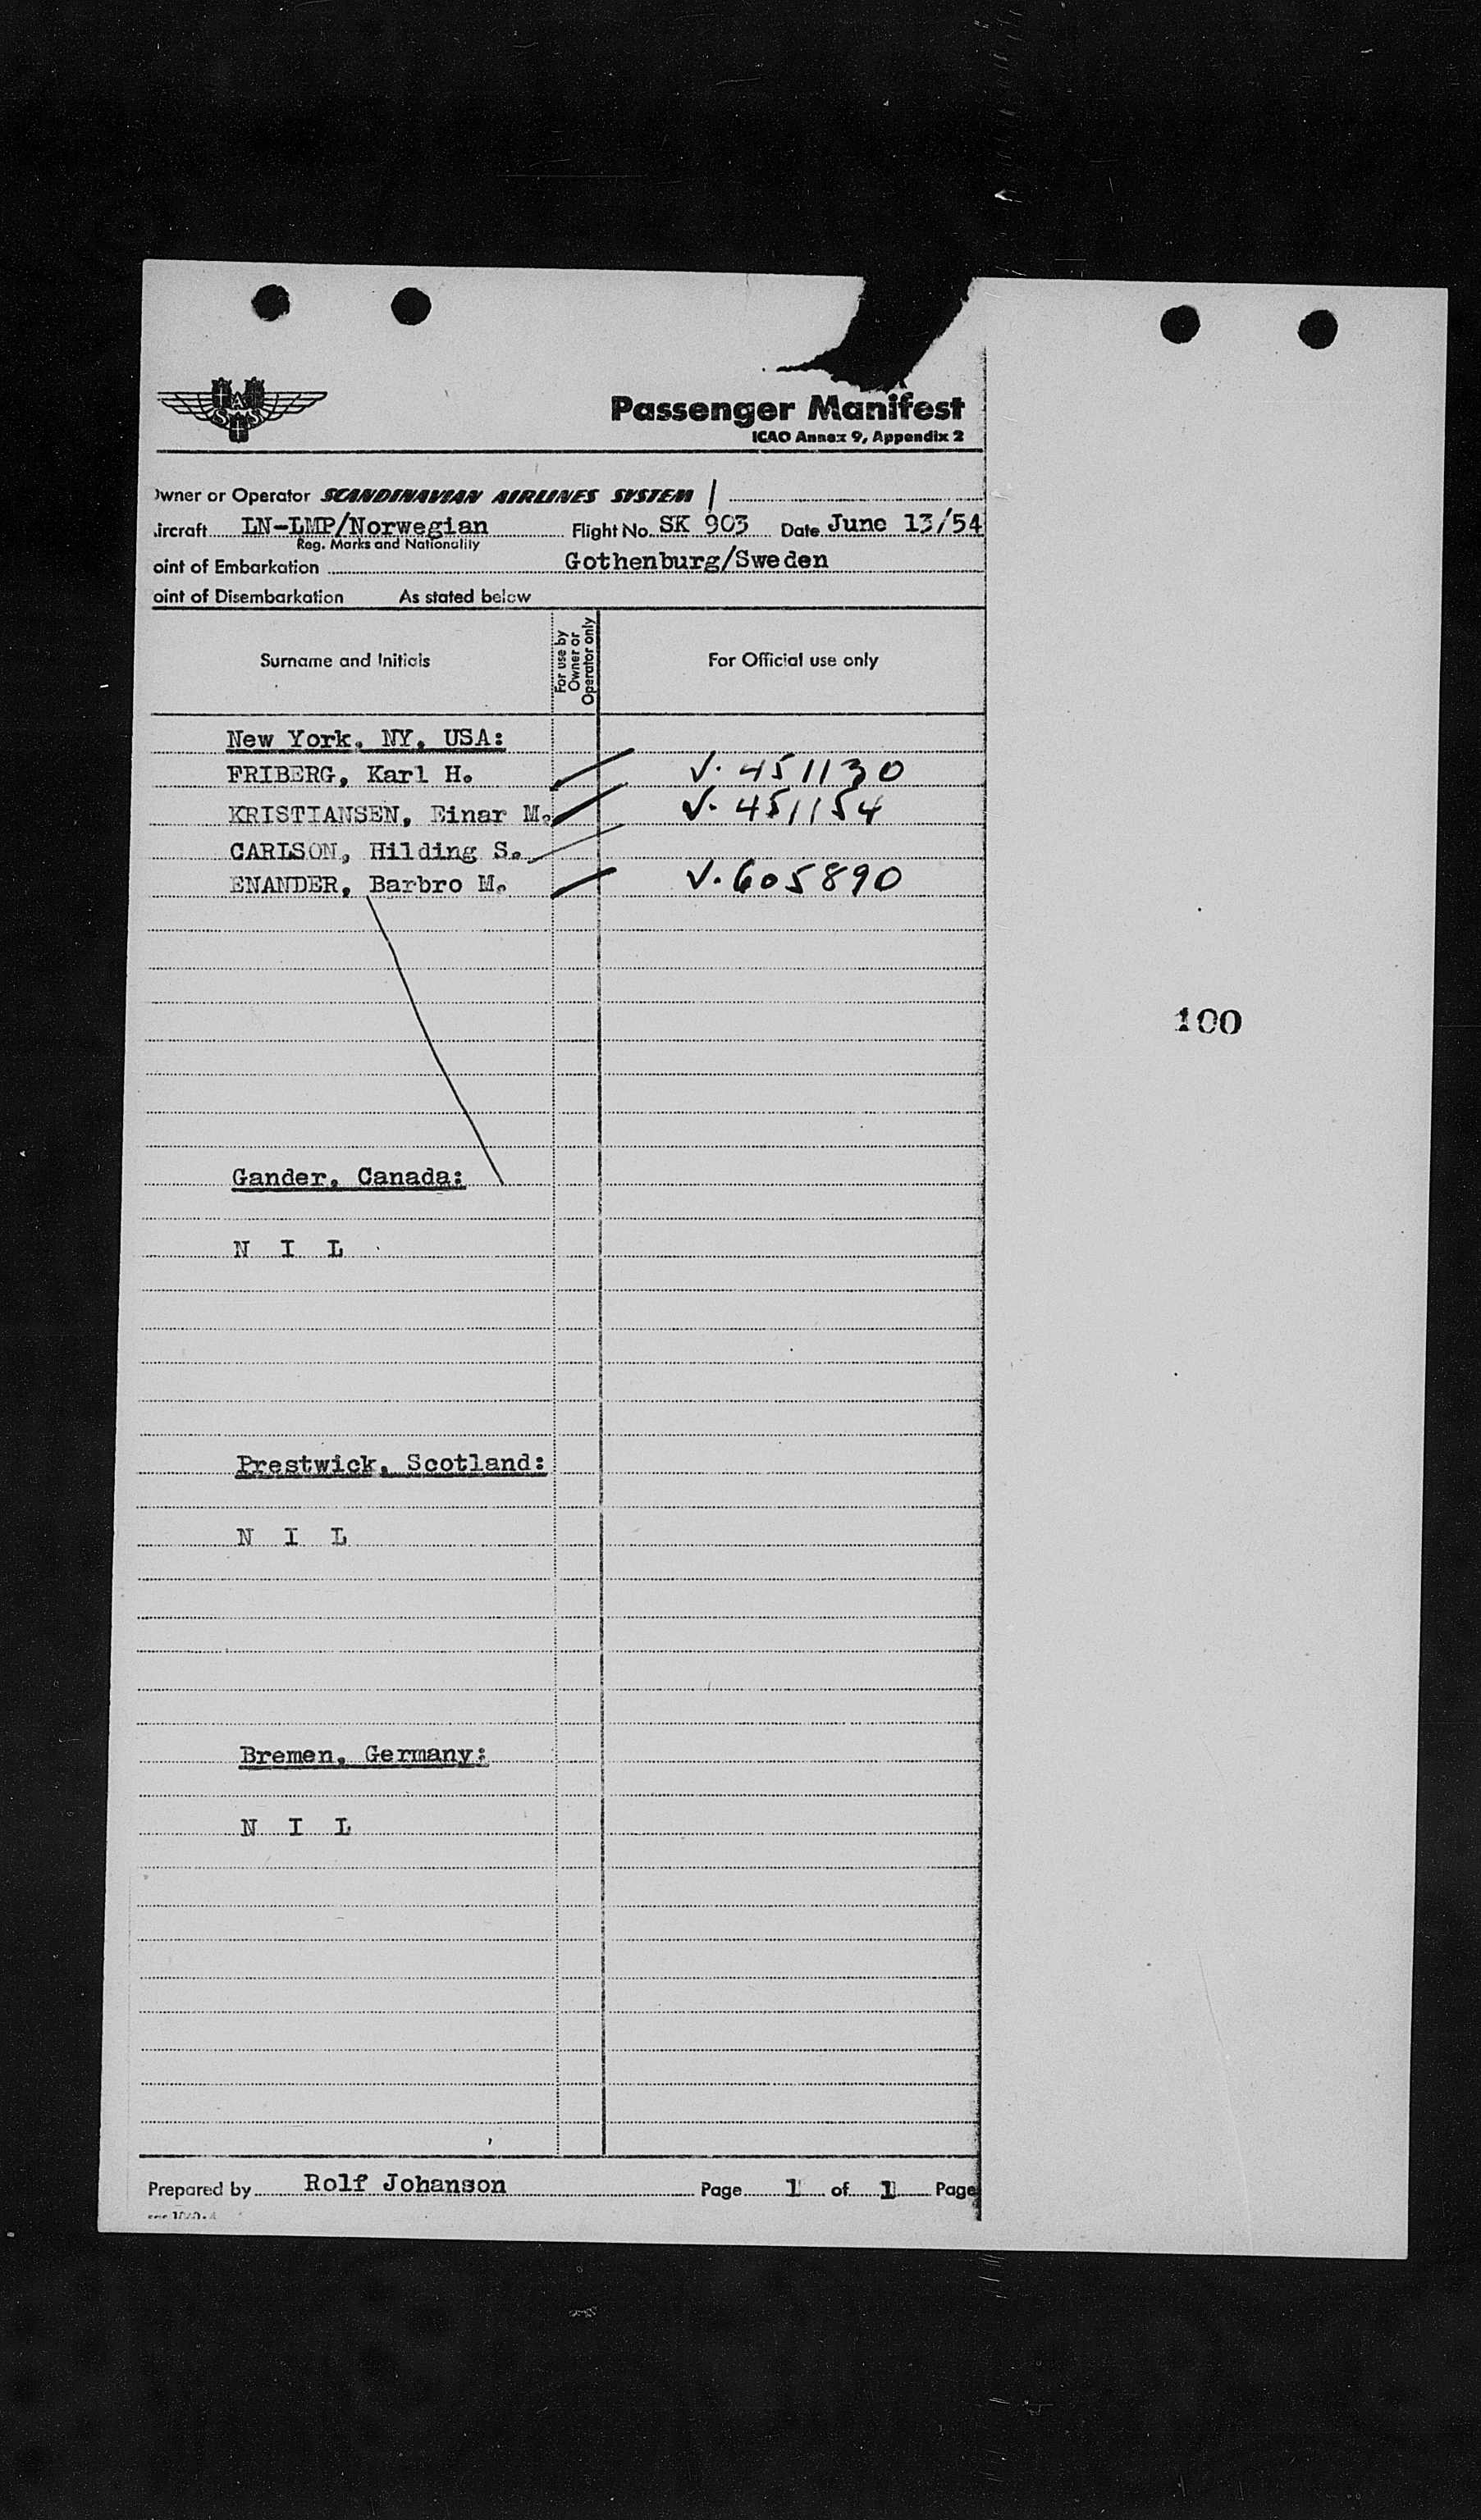 Passenger Manifest
ICAO Annex 9, Appendix 2
Owner or Operator SCANDINAVIAN AIRLINES SYSTEM
ircraft LN-LMP/Norwegian Flight No. SK 903 Date June 13/54
Reg. Marks and Nationality
oint of Embarkation Gothenburg/Sweden
oint of Disembarkation As stated below
Surname and Initials For use by Owner or Operator only For Official use only
New York, NY, USA:
FRIBERG, Karl H. V. 451130
KRISTIANSEN, Einar M. V. 451154
CARLSON, Hilding S.
ENANDER, Barbro M. V. 605890
100
Gander, Canada:
N I L
Prestwick, Scotland:
N I L
Bremen, Germany:
N I L
Prepared by Rolf Johanson Page 1 of 1 Page